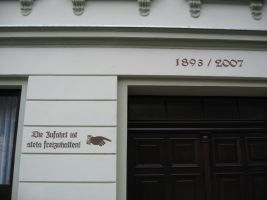 1893 / 2007
Die Zufahrt ist
stets freizuhalten!